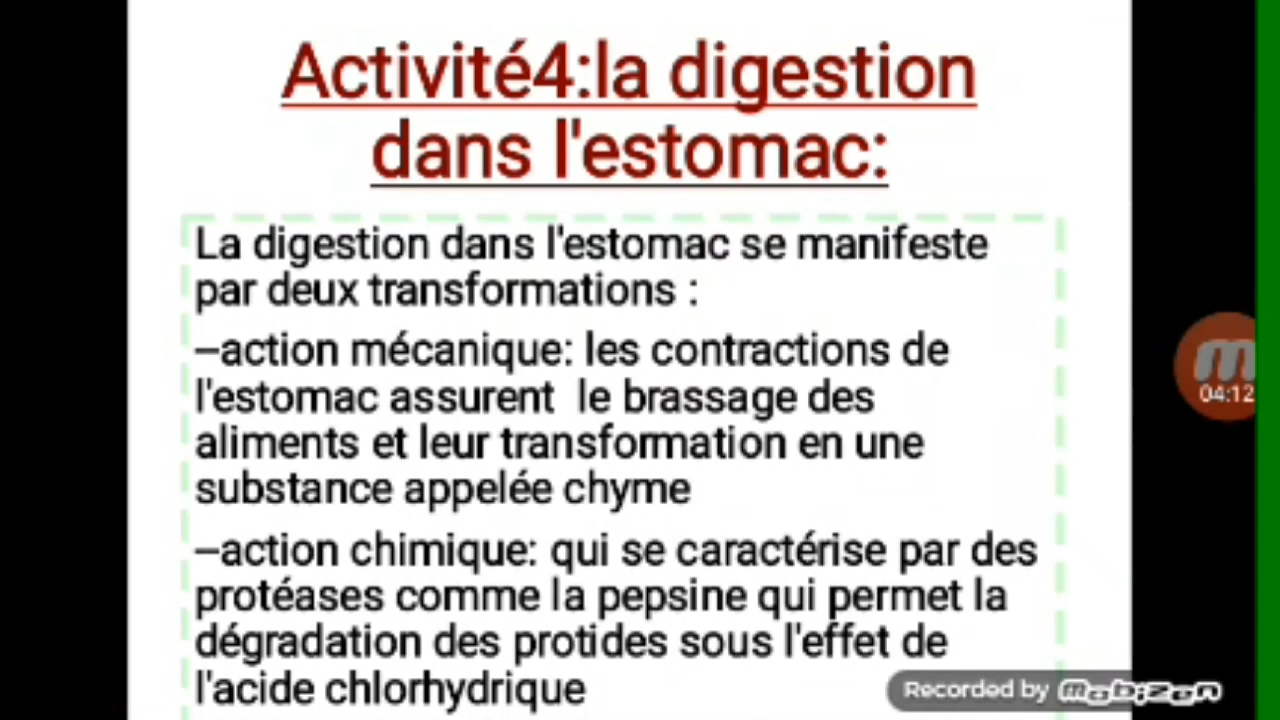 Activité4:la digestion
dans l'estomac:
La digestion dans l'estomac se manifeste
par deux transformations :
–action mécanique: les contractions de
l'estomac assurent  le brassage des
aliments et leur transformation en une
substance appelée chyme
–action chimique: qui se caractérise par des
protéases comme la pepsine qui permet la
dégradation des protides sous l'effet de
l'acide chlorhydrique
04:12
Recorded by Mobizen